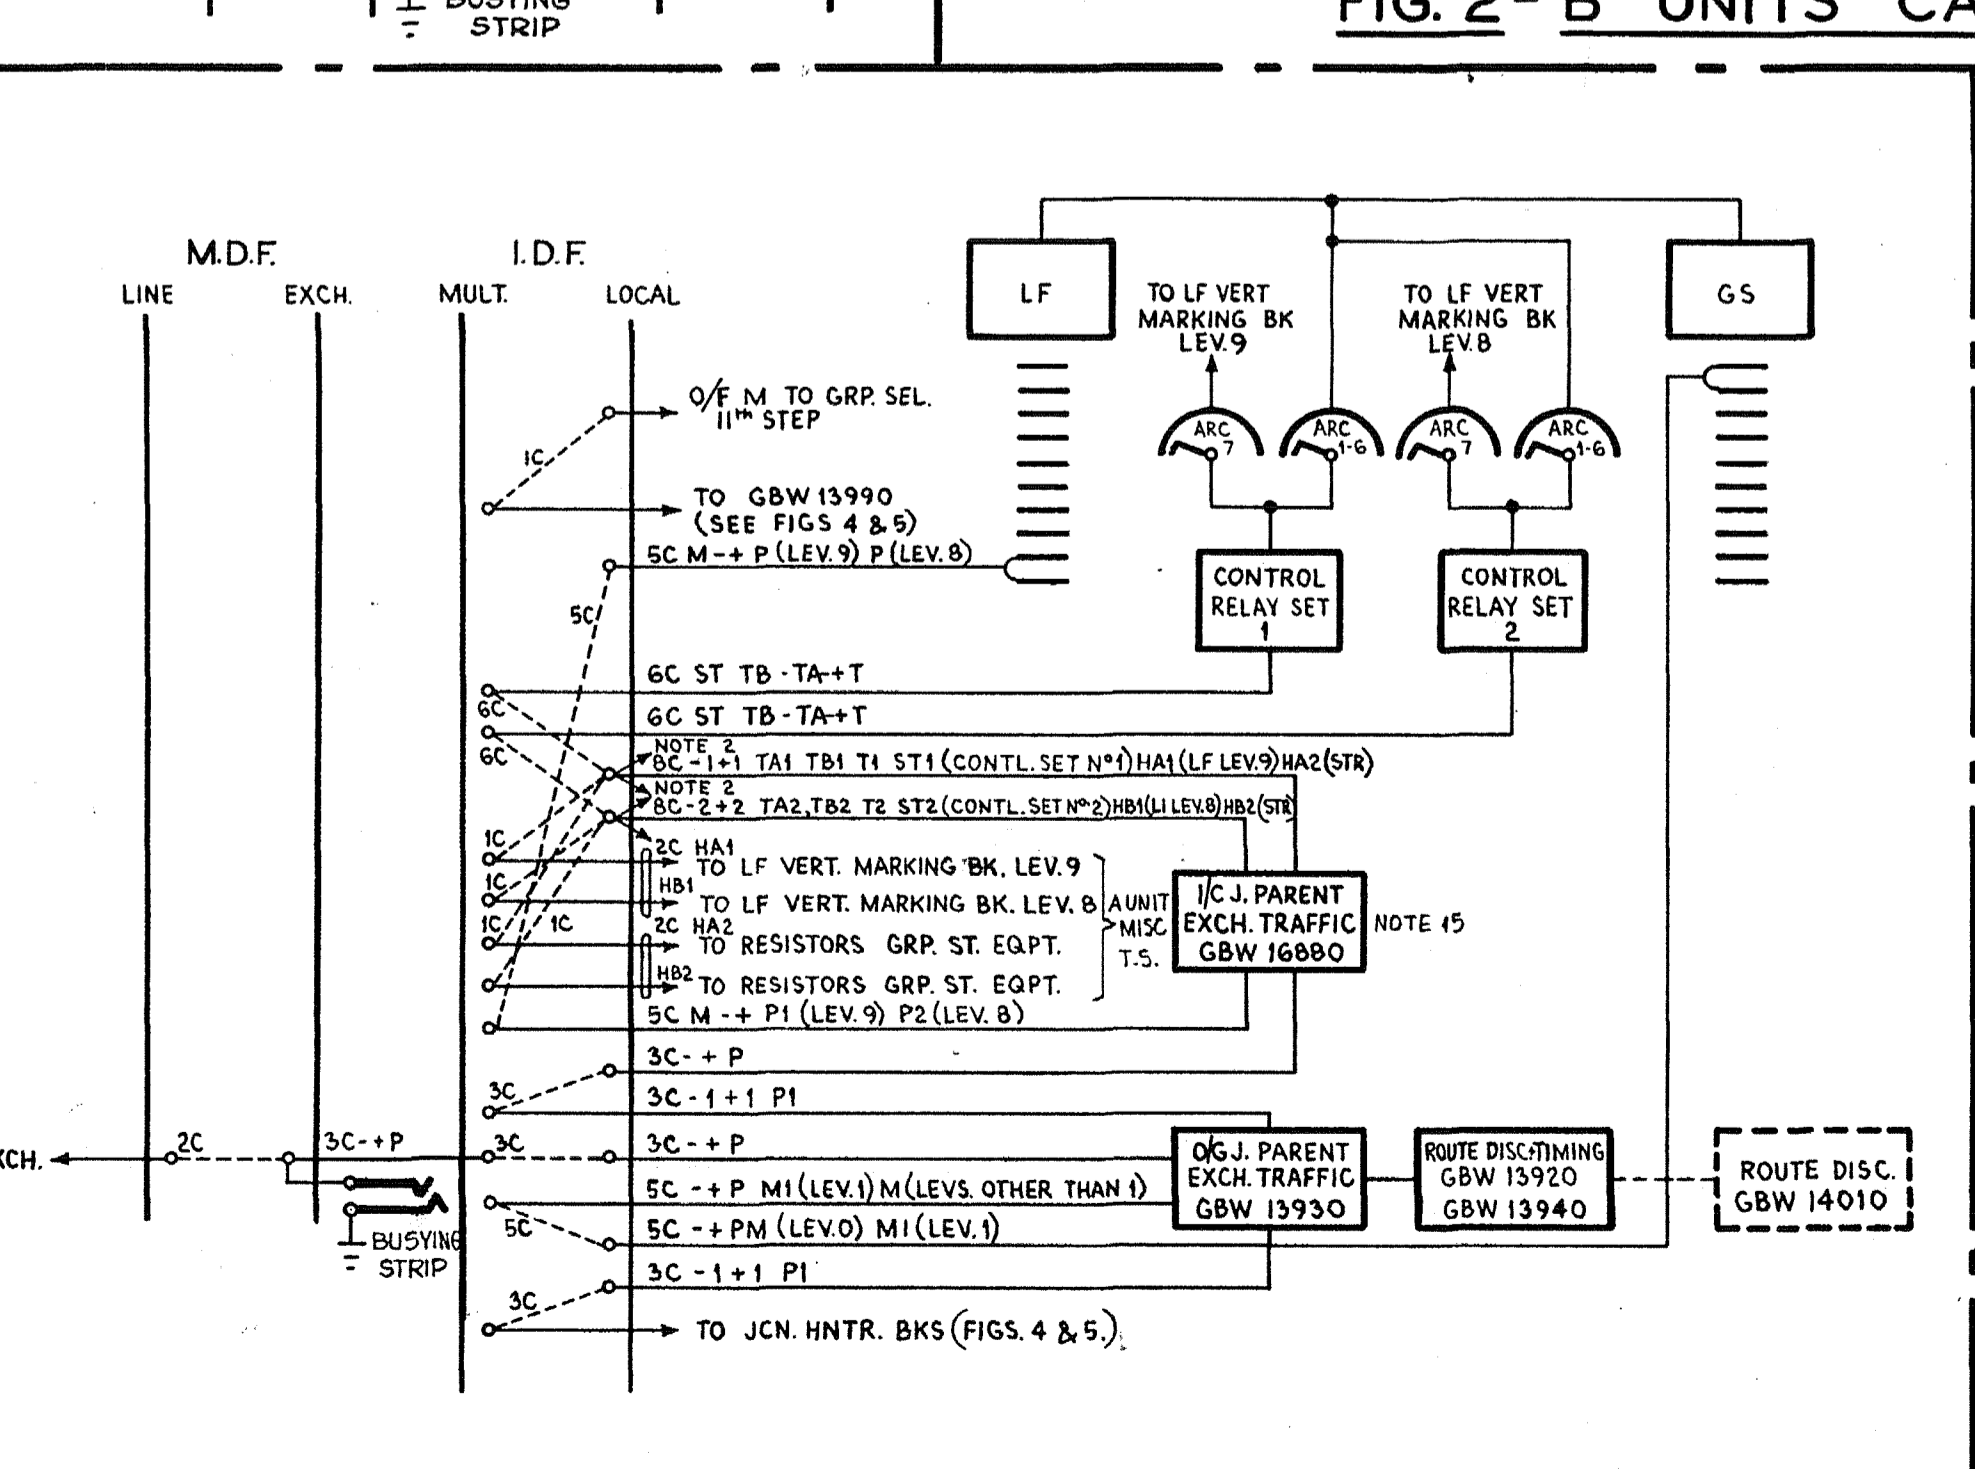 BUSYING
STRIP
FIG. 2 - B UNITS CA
M.D.F.
I.D.F.
LINE
EXCH.
MULT.
LOCAL
LF
GS
TO LF VERT
MARKING BK
LEV.9
TO LF VERT
MARKING BK
LEV.8
O/F M TO GRP. SEL.
11th STEP
ARC
7
ARC
1-6
ARC
7
ARC
1-6
1C
TO GBW 13990
(SEE FIGS 4 & 5)
5C M -+ P (LEV. 9) P (LEV. 8)
5C
CONTROL
RELAY SET
1
CONTROL
RELAY SET
2
6C ST TB - TA-+T
6C
6C ST TB - TA-+T
6C
NOTE 2
8C -1+1 TA1 TB1 T1 ST1 (CONTL. SET No 1) HA1 (LF LEV.9) HA2 (STR)
NOTE 2
8C -2+2 TA2, TB2 T2 ST2 (CONTL. SET No 2) HB1 (LI LEV.8) HB2 (STR)
1C
2C HA1
TO LF VERT. MARKING BK. LEV. 9
1C
HB1
TO LF VERT. MARKING BK. LEV. 8
1C
1C
2C HA2
TO RESISTORS GRP. ST. EQPT.
HB2
TO RESISTORS GRP. ST. EQPT.
A UNIT
MISC
T.S.
I/C J. PARENT
EXCH. TRAFFIC
GBW 16880
NOTE 15
5C M -+ P1 (LEV. 9) P2 (LEV. 8)
3C - + P
3C
3C - 1 + 1 P1
XCH.
2C
3C-+P
3C
3C - + P
5C -+ P M1 (LEV. 1) M (LEVS. OTHER THAN 1)
5C
5C -+ PM (LEV.0) M1 (LEV. 1)
3C -1+1 P1
3C
TO JCN. HNTR. BKS (FIGS. 4 & 5.)
O/G J. PARENT
EXCH. TRAFFIC
GBW 13930
ROUTE DISC+TIMING
GBW 13920
GBW 13940
ROUTE DISC.
GBW 14010
BUSYING
STRIP